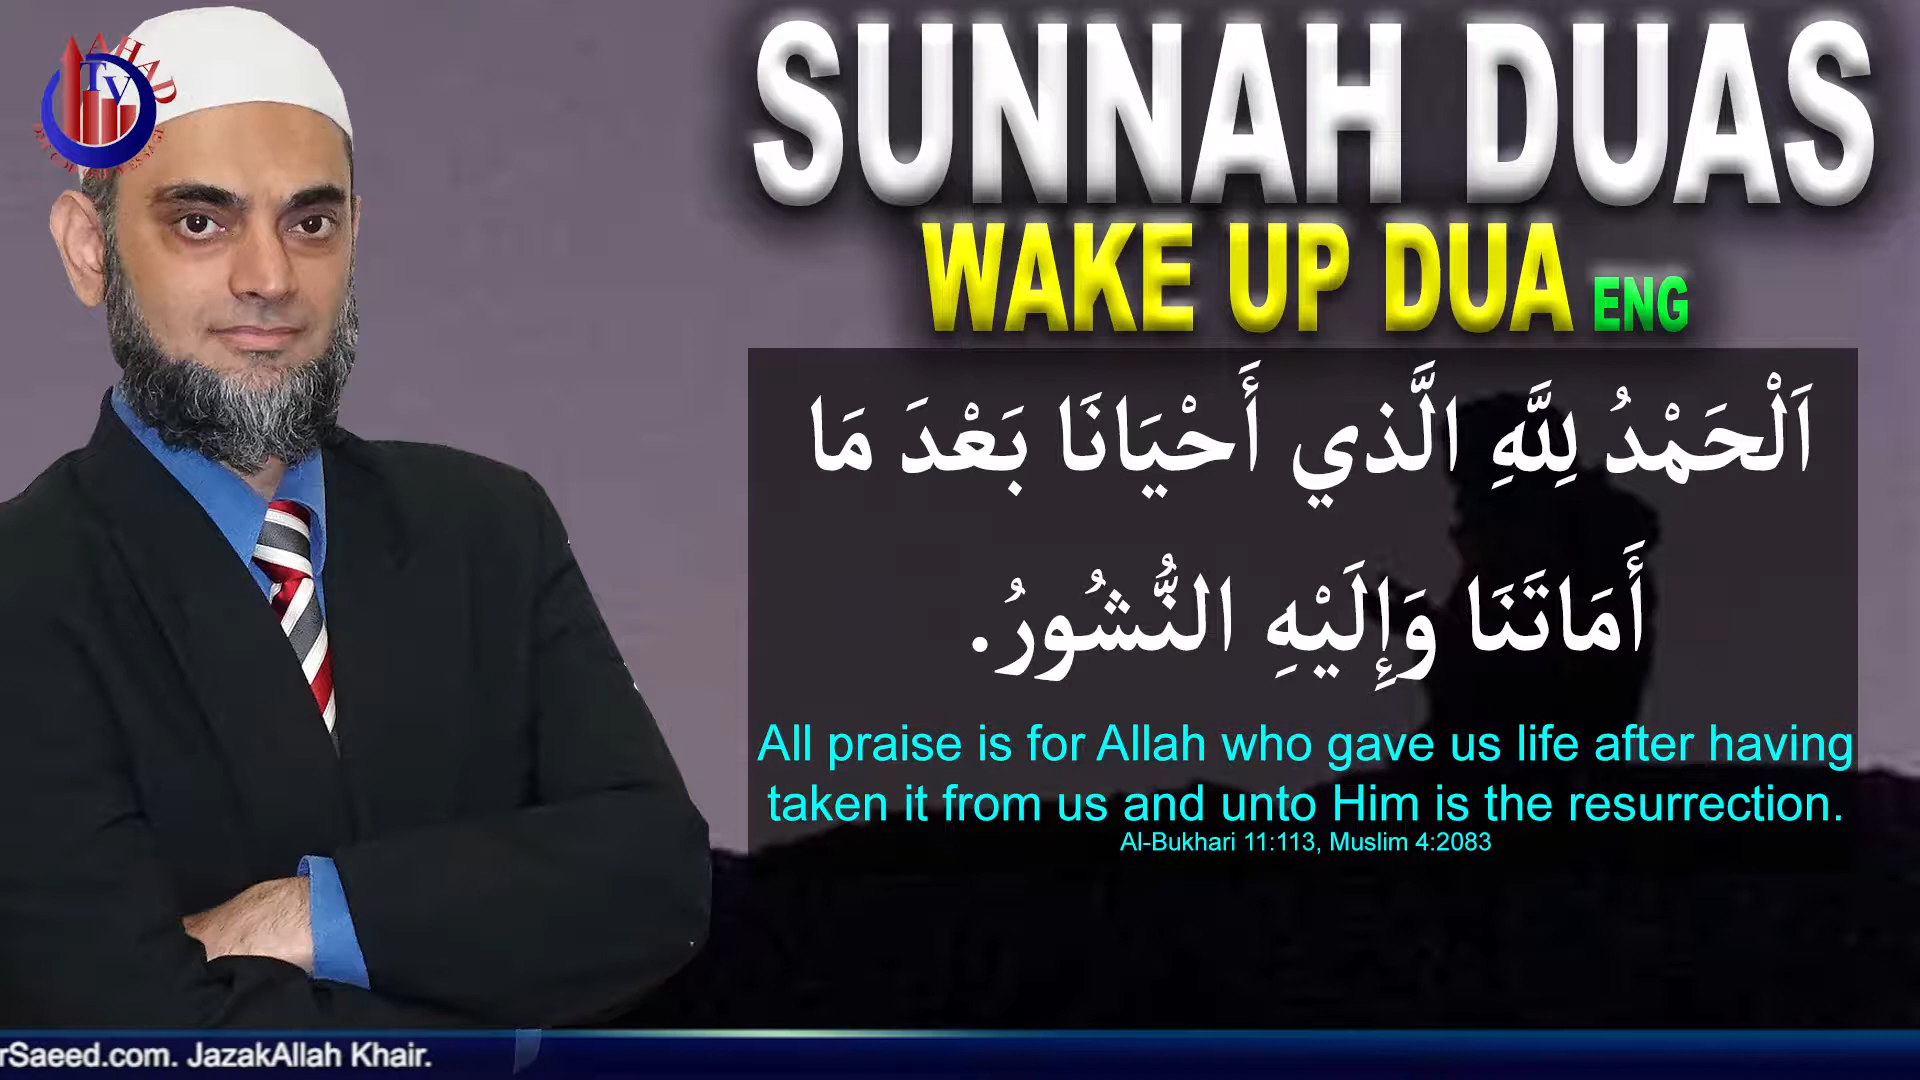 AHAD
TV
SUNNAH DUAS
WAKE UP DUA ENG
اَلْحَمْدُ لِلَّهِ الَّذي أَحْيَانَا بَعْدَ مَا
أَمَاتَنَا وَإِلَيْهِ النُّشُورُ.
All praise is for Allah who gave us life after having
taken it from us and unto Him is the resurrection.
Al-Bukhari 11:113, Muslim 4:2083
rSaeed.com. JazakAllah Khair.